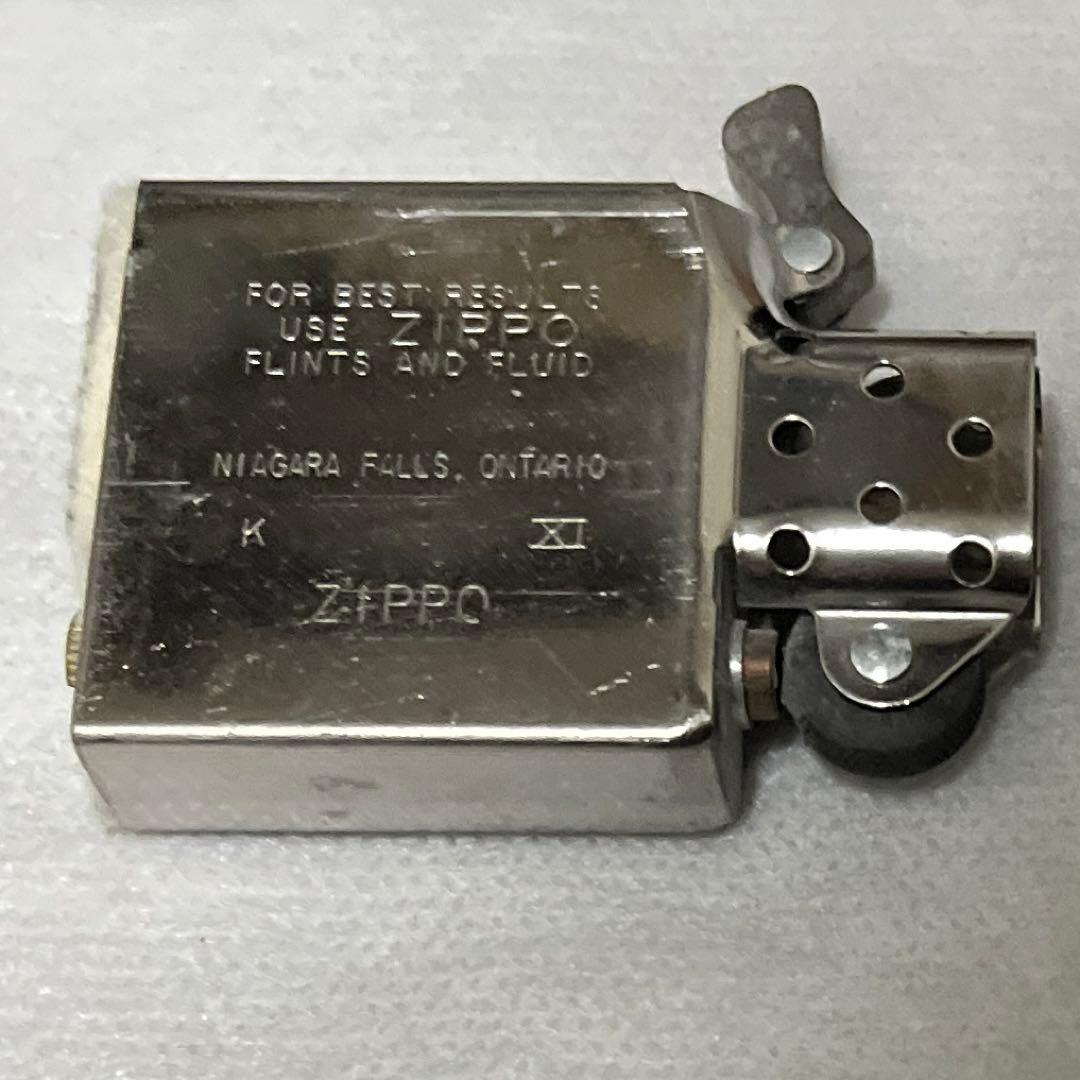 FOR BEST RESULTS
USE ZIPPO
FLINTS AND FLUID
NIAGARA FALLS, ONTARIO
K XI
ZIPPO